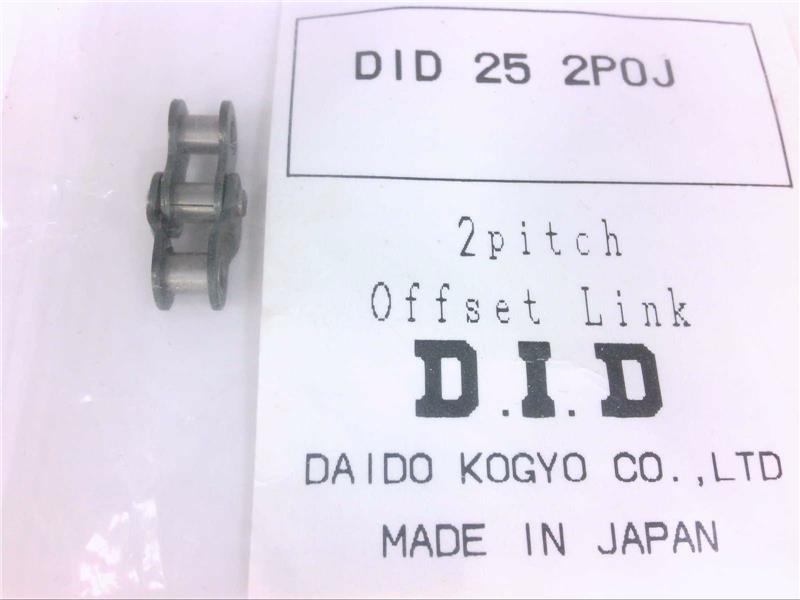 DID 25 2POJ
2pitch
Offset Link
D.I.D
DAIDO KOGYO CO.,LTD
MADE IN JAPAN